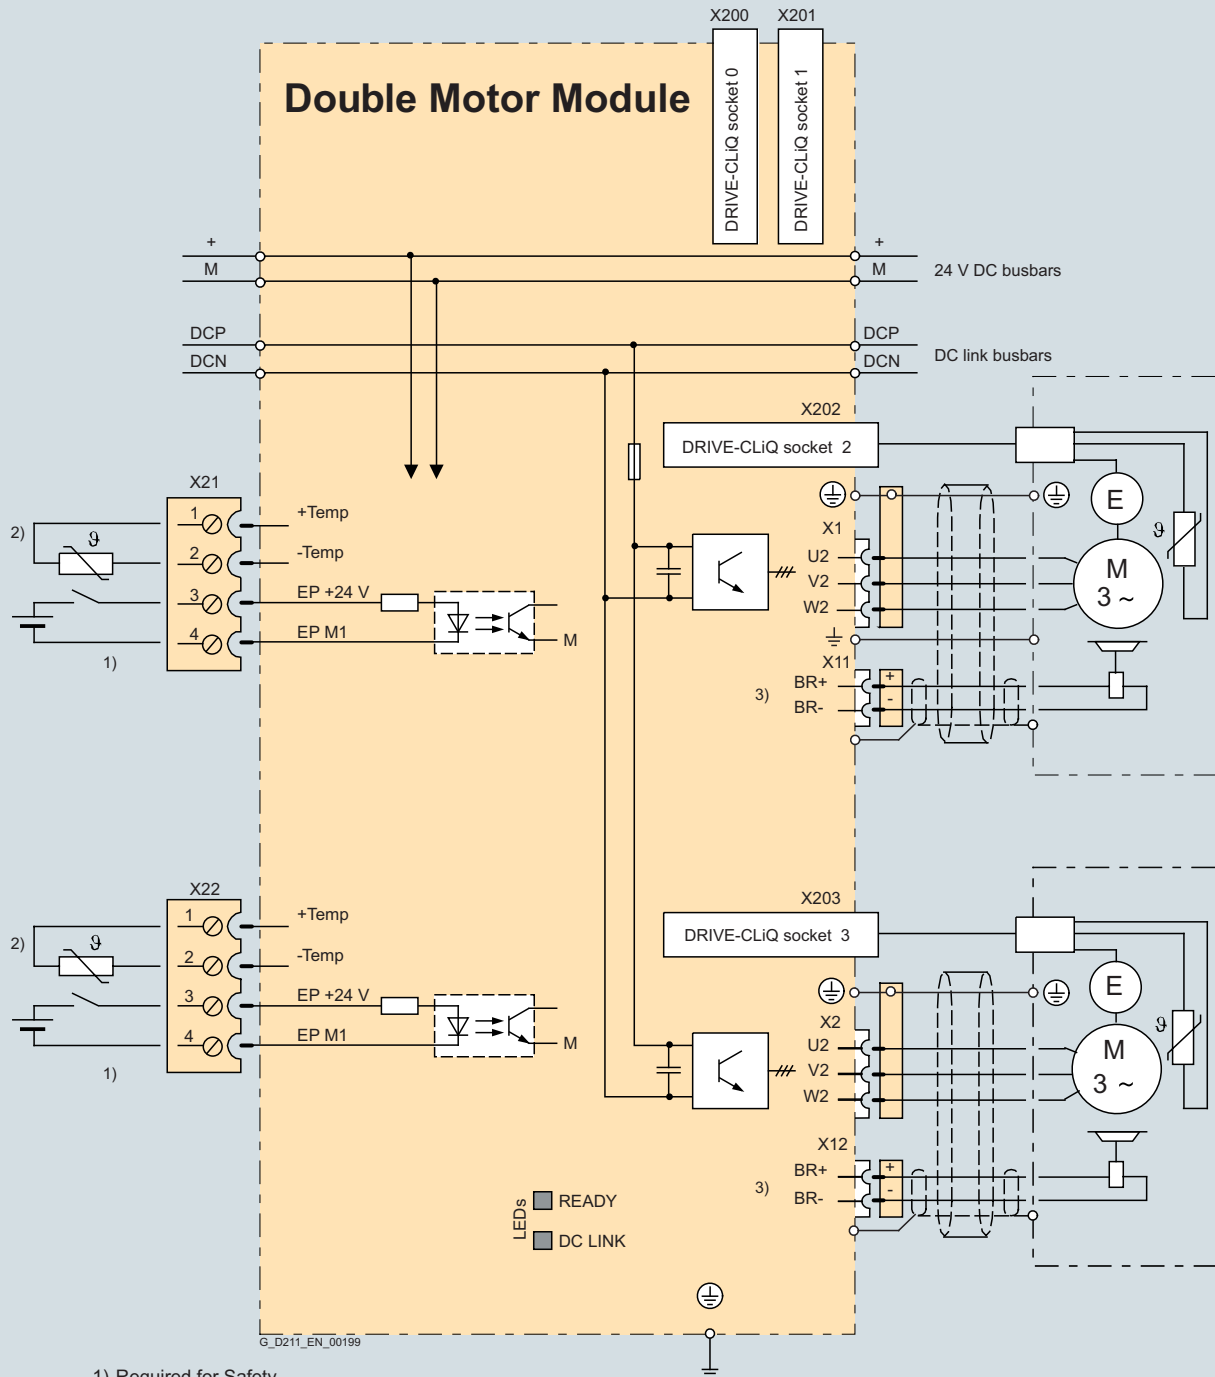 X200 X201
DRIVE-CLiQ socket 0
DRIVE-CLiQ socket 1
Double Motor Module
+ +
M M 24 V DC busbars
DCP DCP
DCN DCN DC link busbars
X202
DRIVE-CLiQ socket 2
X21
1 +Temp
2) ϑ
2 -Temp
3 EP +24 V
4 EP M1
M
1)
X1
U2
V2
W2
E
M
3 ~
ϑ
X11
3) BR+ +
BR- -
X22
1 +Temp
2) ϑ
2 -Temp
3 EP +24 V
4 EP M1
M
1)
X203
DRIVE-CLiQ socket 3
X2
U2
V2
W2
E
M
3 ~
ϑ
X12
3) BR+ +
BR- -
LEDs
READY
DC LINK
G_D211_EN_00199
1) Required for Safety